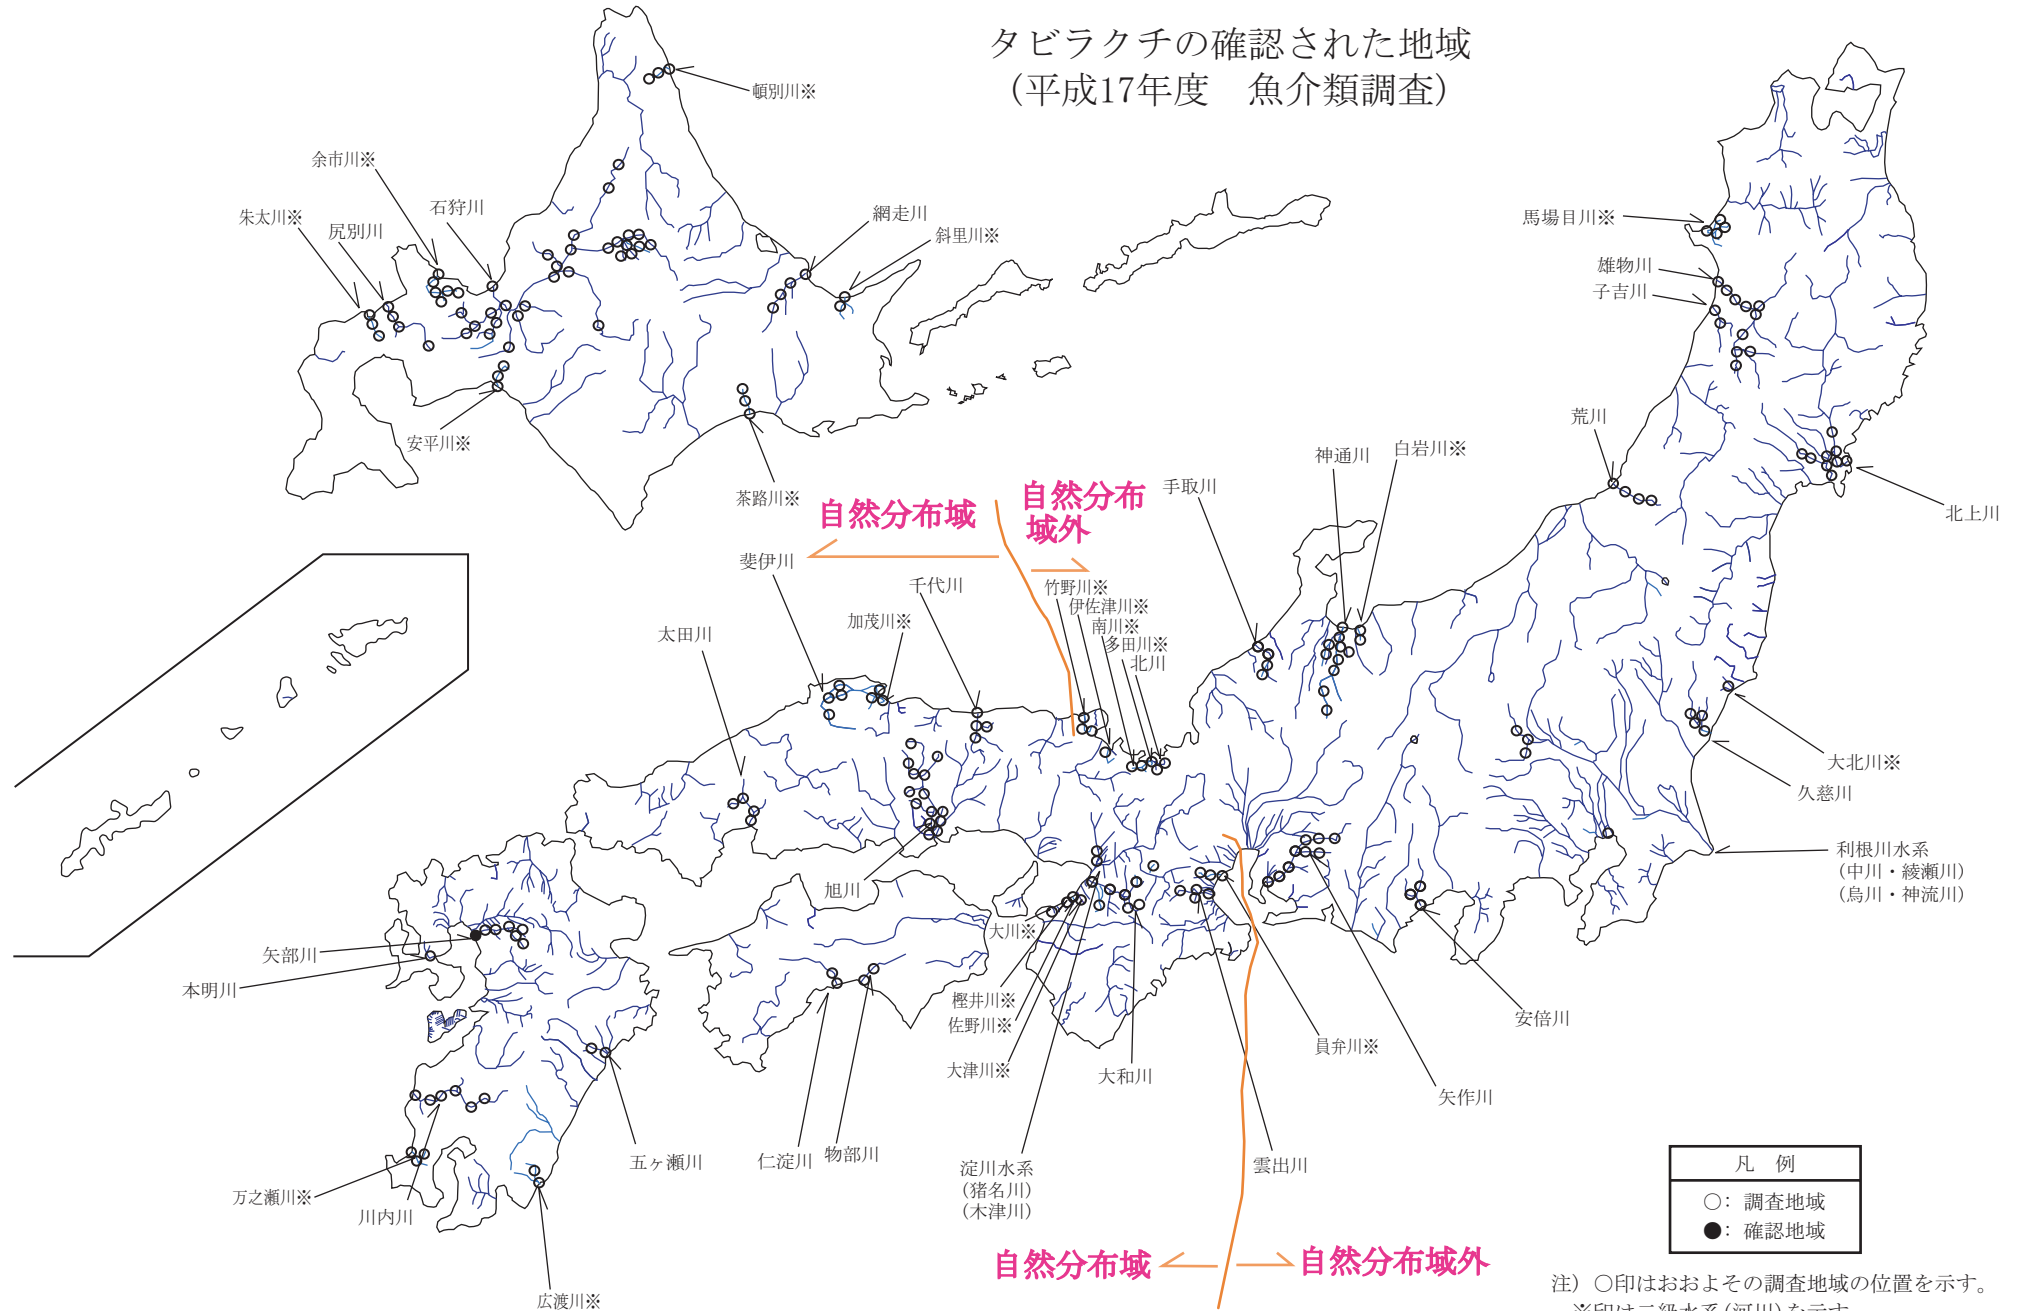 タビラクチの確認された地域
（平成17年度　魚介類調査）
頓別川※
余市川※
朱太川※
尻別川
石狩川
網走川
斜里川※
安平川※
茶路川※
馬場目川※
雄物川
子吉川
荒川
北上川
神通川
白岩川※
手取川
自然分布域
自然分布
域外
斐伊川
千代川
加茂川※
太田川
竹野川※
伊佐津川※
南川※
多田川※
北川
大北川※
久慈川
利根川水系
（中川・綾瀬川）
（烏川・神流川）
旭川
大川※
矢部川
本明川
樫井川※
佐野川※
大津川※
大和川
員弁川※
安倍川
矢作川
五ヶ瀬川
仁淀川
物部川
淀川水系
（猪名川）
（木津川）
雲出川
万之瀬川※
川内川
広渡川※
自然分布域
自然分布域外
凡　例
○：調査地域
●：確認地域
注）○印はおおよその調査地域の位置を示す。
※印は二級水系(河川)を示す